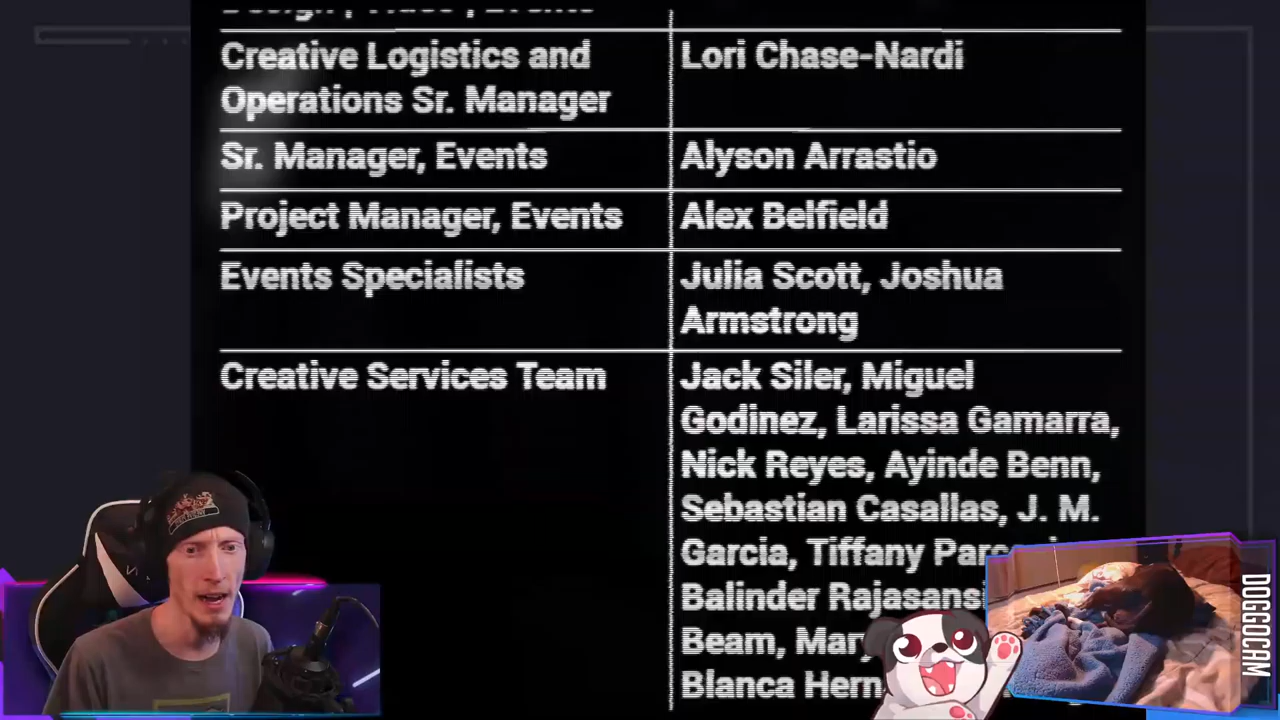 Creative Logistics and
Operations Sr. Manager
Lori Chase-Nardi
Sr. Manager, Events
Alyson Arrastio
Project Manager, Events
Alex Belfield
Events Specialists
Julia Scott, Joshua
Armstrong
Creative Services Team
Jack Siler, Miguel
Godinez, Larissa Gamarra,
Nick Reyes, Ayinde Benn,
Sebastian Casallas, J. M.
Garcia, Tiffany
Balinder
Beam,
Blanca
DOGGOCAM